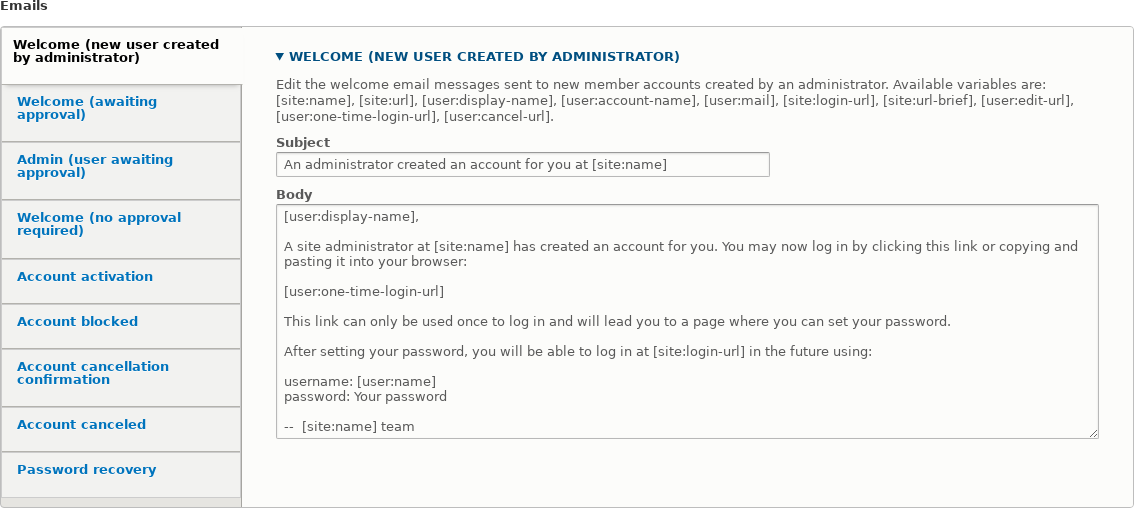 Emails
Welcome (new user created
by administrator)
Welcome (awaiting
approval)
Admin (user awaiting
approval)
Welcome (no approval
required)
Account activation
Account blocked
Account cancellation
confirmation
Account canceled
Password recovery
▼ WELCOME (NEW USER CREATED BY ADMINISTRATOR)
Edit the welcome email messages sent to new member accounts created by an administrator. Available variables are:
[site:name], [site:url], [user:display-name], [user:account-name], [user:mail], [site:login-url], [site:url-brief], [user:edit-url],
[user:one-time-login-url], [user:cancel-url].
Subject
An administrator created an account for you at [site:name]
Body
[user:display-name],
A site administrator at [site:name] has created an account for you. You may now log in by clicking this link or copying and
pasting it into your browser:
[user:one-time-login-url]
This link can only be used once to log in and will lead you to a page where you can set your password.
After setting your password, you will be able to log in at [site:login-url] in the future using:
username: [user:name]
password: Your password
--  [site:name] team